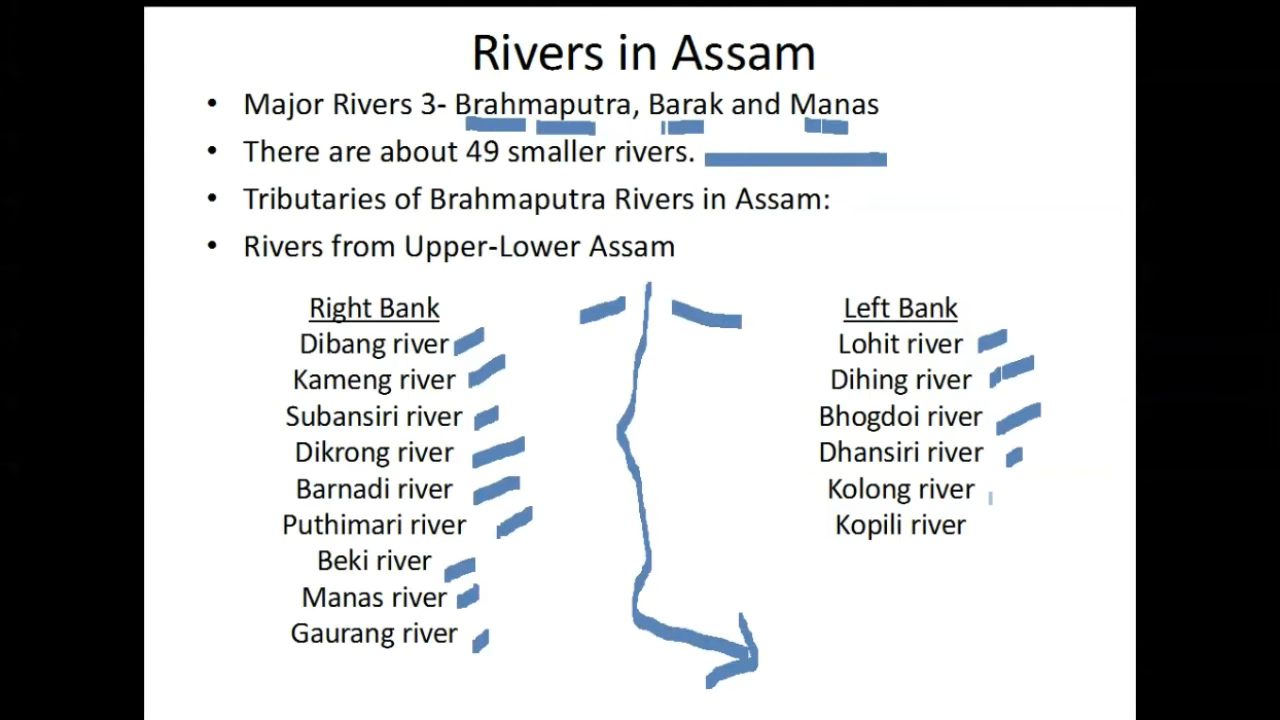 Rivers in Assam
• Major Rivers 3- Brahmaputra, Barak and Manas
• There are about 49 smaller rivers.
• Tributaries of Brahmaputra Rivers in Assam:
• Rivers from Upper-Lower Assam
Right Bank
Dibang river
Kameng river
Subansiri river
Dikrong river
Barnadi river
Puthimari river
Beki river
Manas river
Gaurang river
Left Bank
Lohit river
Dihing river
Bhogdoi river
Dhansiri river
Kolong river
Kopili river